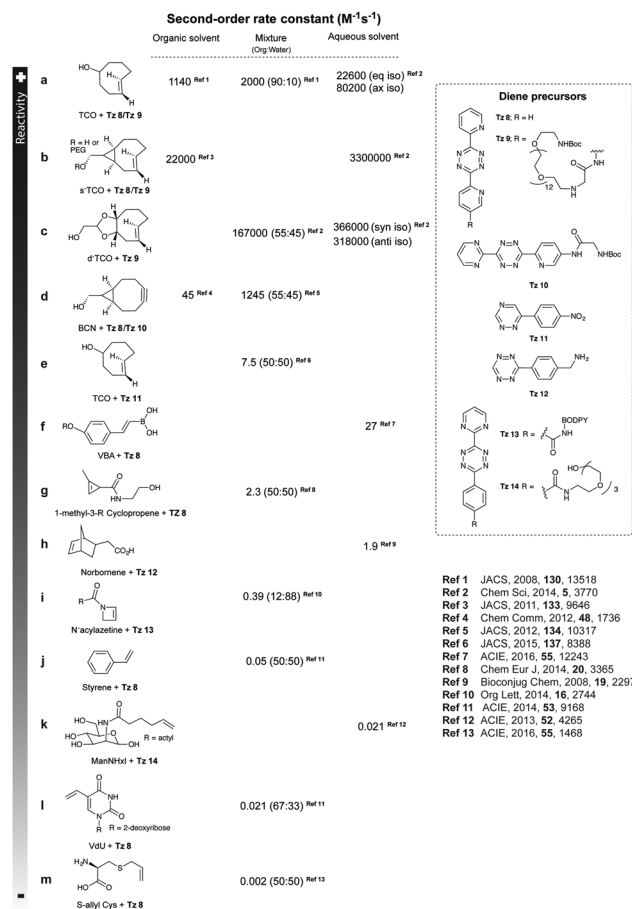 Second-order rate constant (M⁻¹s⁻¹)
Organic solvent Mixture Aqueous solvent
(Org:Water)
Reactivity
+
a
HO
H
H
TCO + Tz 8/Tz 9
1140 Ref 1
2000 (90:10) Ref 1
22600 (eq iso) Ref 2
80200 (ax iso)
b
R = H or
PEG
RO
H
H
H
H
s-TCO + Tz 8/Tz 9
22000 Ref 3
3300000 Ref 2
c
HO
O
O
H
H
H
H
d-TCO + Tz 9
167000 (55:45) Ref 2
366000 (syn iso) Ref 2
318000 (anti iso)
d
HO
H
H
BCN + Tz 8/Tz 10
45 Ref 4
1245 (55:45) Ref 5
e
HO
H
H
TCO + Tz 11
7.5 (50:50) Ref 6
f
RO
OH
B
OH
VBA + Tz 8
27 Ref 7
g
O
N
H
OH
1-methyl-3-R Cyclopropene + TZ 8
2.3 (50:50) Ref 8
h
CO₂H
Norbornene + Tz 12
1.9 Ref 9
i
O
R
N
N-acylazetine + Tz 13
0.39 (12:88) Ref 10
j
Styrene + Tz 8
0.05 (50:50) Ref 11
k
O
HO
NH
HO
HO
O
OH
R = actyl
ManNHxl + Tz 14
0.021 Ref 12
l
O
NH
N
O
R
R = 2-deoxyribose
VdU + Tz 8
0.021 (67:33) Ref 11
m
H₂N
S
HO
O
S-allyl Cys + Tz 8
0.002 (50:50) Ref 13
-
Diene precursors
Tz 8; R = H
Tz 9; R =
O
NHBoc
O
12
N
H
O
NH
N
N
N
N
N
N
R
N
N
N
N
N
N
N
H
N
O
NHBoc
Tz 10
N
N
N
NO₂
Tz 11
N
N
N
N
NH₂
Tz 12
N
N
N
N
N
N
R
Tz 13 R =
BODPY
NH
O
Tz 14 R =
O
N
H
HO
O
3
Ref 1 JACS, 2008, 130, 13518
Ref 2 Chem Sci, 2014, 5, 3770
Ref 3 JACS, 2011, 133, 9646
Ref 4 Chem Comm, 2012, 48, 1736
Ref 5 JACS, 2012, 134, 10317
Ref 6 JACS, 2015, 137, 8388
Ref 7 ACIE, 2016, 55, 12243
Ref 8 Chem Eur J, 2014, 20, 3365
Ref 9 Bioconjug Chem, 2008, 19, 2297
Ref 10 Org Lett, 2014, 16, 2744
Ref 11 ACIE, 2014, 53, 9168
Ref 12 ACIE, 2013, 52, 4265
Ref 13 ACIE, 2016, 55, 1468